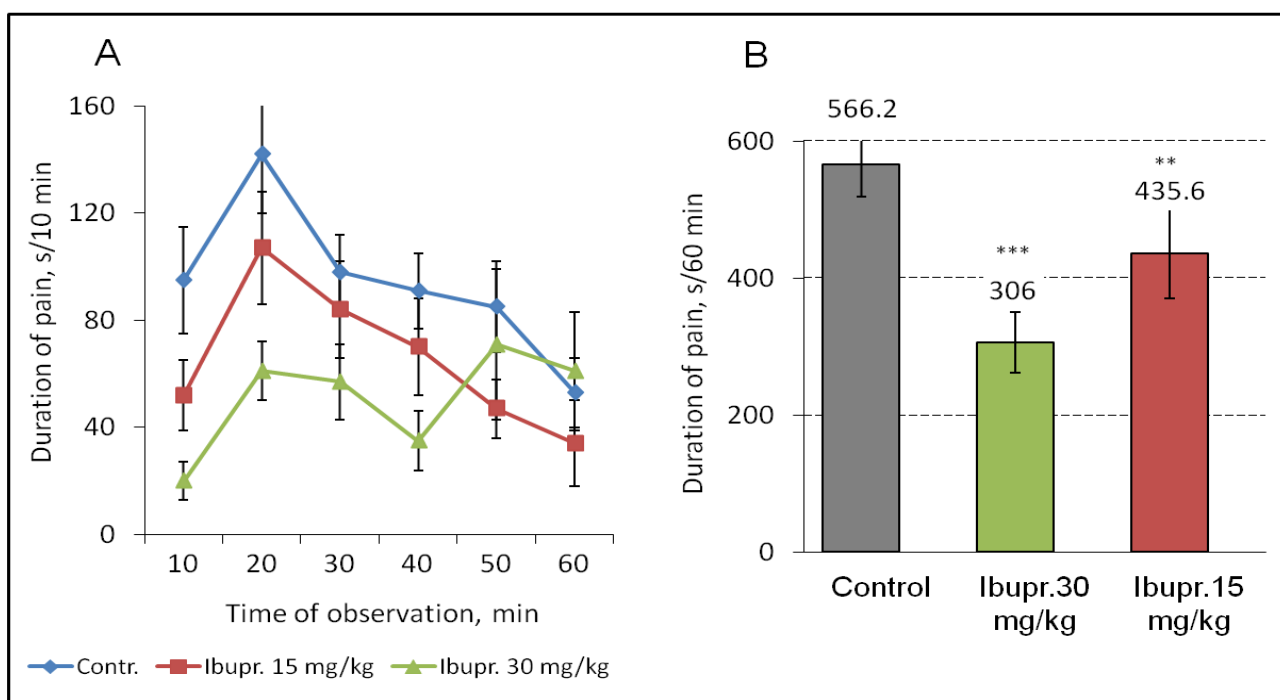 A
Duration of pain, s/10 min
160
120
80
40
0
10 20 30 40 50 60
Time of observation, min
Contr. Ibupr. 15 mg/kg Ibupr. 30 mg/kg
B
Duration of pain, s/60 min
600
400
200
0
566.2
***
306
**
435.6
Control Ibupr.30 Ibupr.15
mg/kg mg/kg